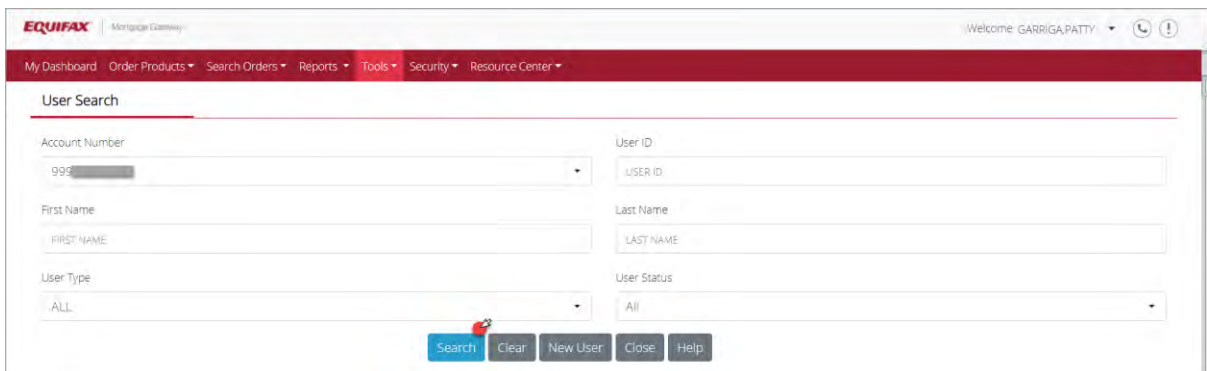 EQUIFAX Mortgage Gateway
Welcome GARRIGA,PATTY
My Dashboard Order Products Search Orders Reports Tools Security Resource Center
User Search
Account Number User ID
999 USER ID
First Name Last Name
FIRST NAME LAST NAME
User Type User Status
ALL All
Search Clear New User Close Help